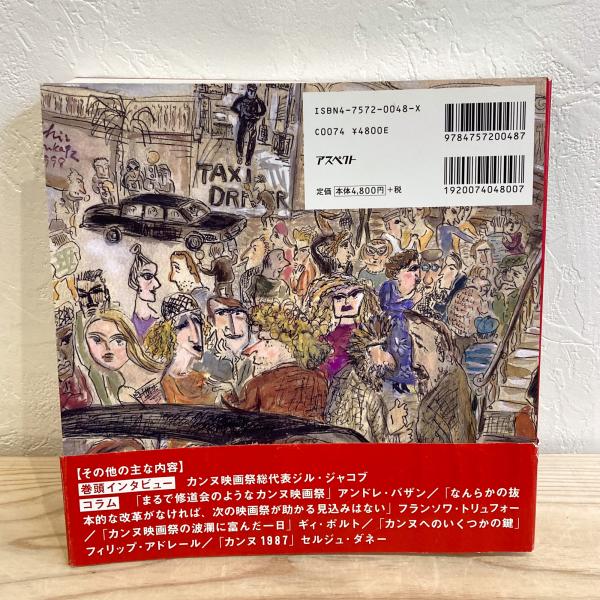 ISBN4-7572-0048-X
C0074 ¥4800E
アスペクト
定価 本体4,800円 +税
9784757200487
1920074048007
TAXI
DRIVER
【その他の主な内容】
巻頭インタビュー カンヌ映画祭総代表ジル・ジャコブ
コラム 「まるで修道会のようなカンヌ映画祭」アンドレ・バザン／「なんらかの抜
本的な改革がなければ、次の映画祭が助かる見込みはない」フランソワ・トリュフォー
／「カンヌ映画祭の波瀾に富んだ一日」ギィ・ボルト／「カンヌへのいくつかの鍵」
フィリップ・アドレール／「カンヌ1987」セルジュ・ダネー